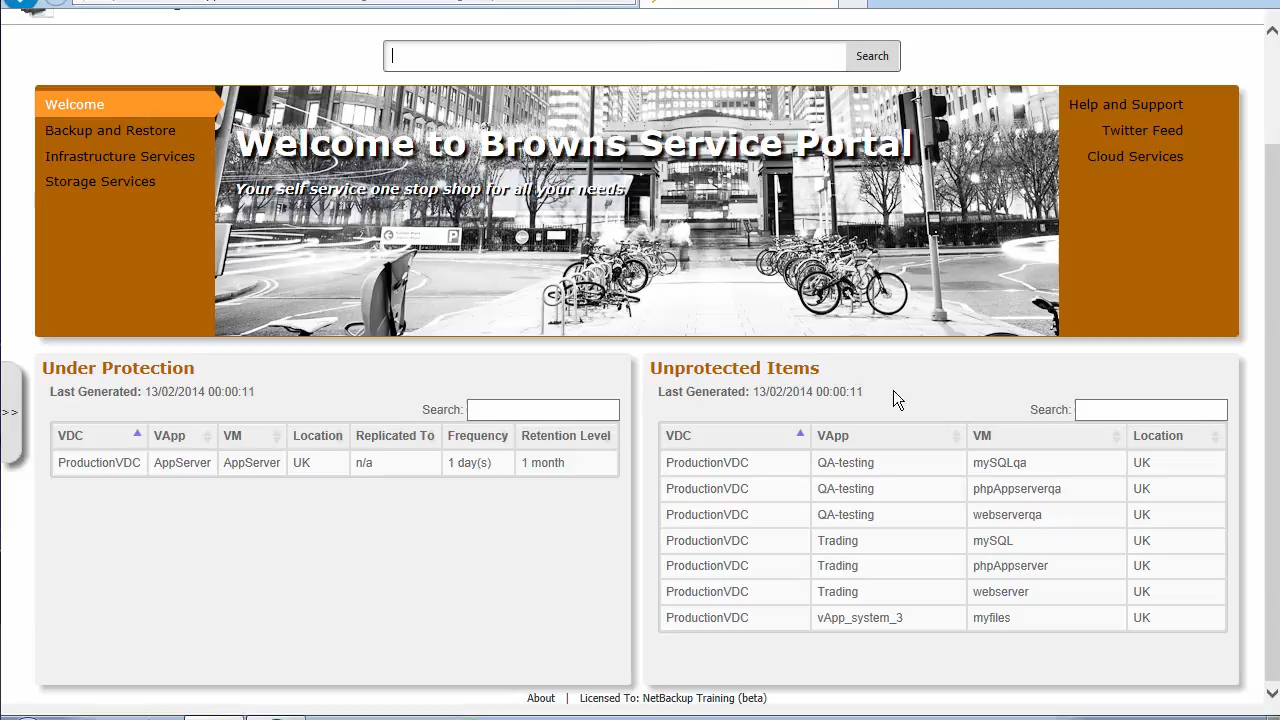 Search
Welcome
Backup and Restore
Infrastructure Services
Storage Services
Welcome to Browns Service Portal
Your self service one stop shop for all your needs
Help and Support
Twitter Feed
Cloud Services
>>
Under Protection
Last Generated: 13/02/2014 00:00:11
Search:
VDC VApp VM Location Replicated To Frequency Retention Level
ProductionVDC AppServer AppServer UK n/a 1 day(s) 1 month
Unprotected Items
Last Generated: 13/02/2014 00:00:11
Search:
VDC VApp VM Location
ProductionVDC QA-testing mySQLqa UK
ProductionVDC QA-testing phpAppserverqa UK
ProductionVDC QA-testing webserverqa UK
ProductionVDC Trading mySQL UK
ProductionVDC Trading phpAppserver UK
ProductionVDC Trading webserver UK
ProductionVDC vApp_system_3 myfiles UK
About | Licensed To: NetBackup Training (beta)